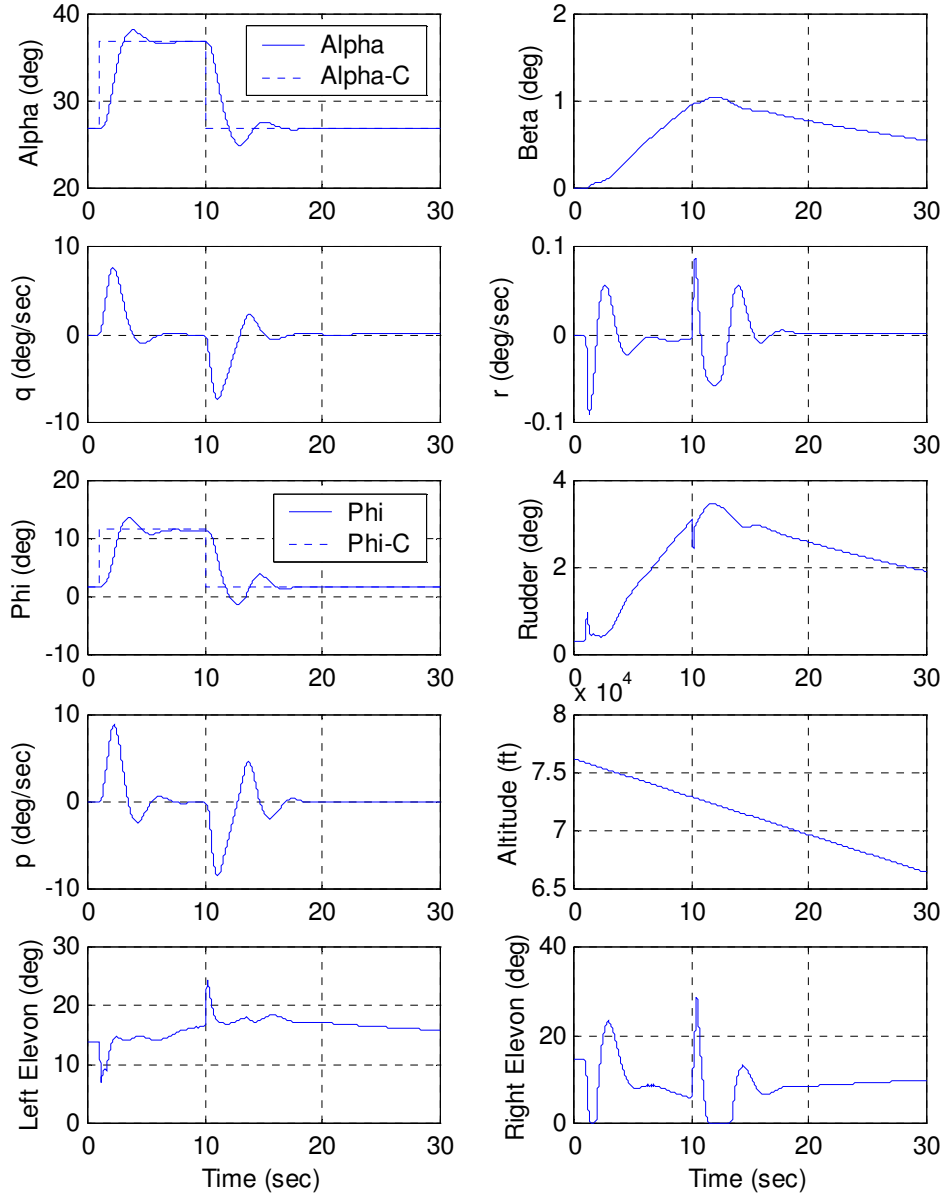 40
30
20
Alpha (deg)
Alpha
Alpha-C
0 10 20 30
2
1
0
Beta (deg)
0 10 20 30
10
0
-10
q (deg/sec)
0 10 20 30
0.1
0
-0.1
r (deg/sec)
0 10 20 30
20
10
0
-10
Phi (deg)
Phi
Phi-C
0 10 20 30
4
2
0
Rudder (deg)
0 10 20 30
10
0
-10
p (deg/sec)
0 10 20 30
x 10^4
8
7.5
7
6.5
Altitude (ft)
0 10 20 30
30
20
10
0
Left Elevon (deg)
0 10 20 30
Time (sec)
40
20
0
Right Elevon (deg)
0 10 20 30
Time (sec)